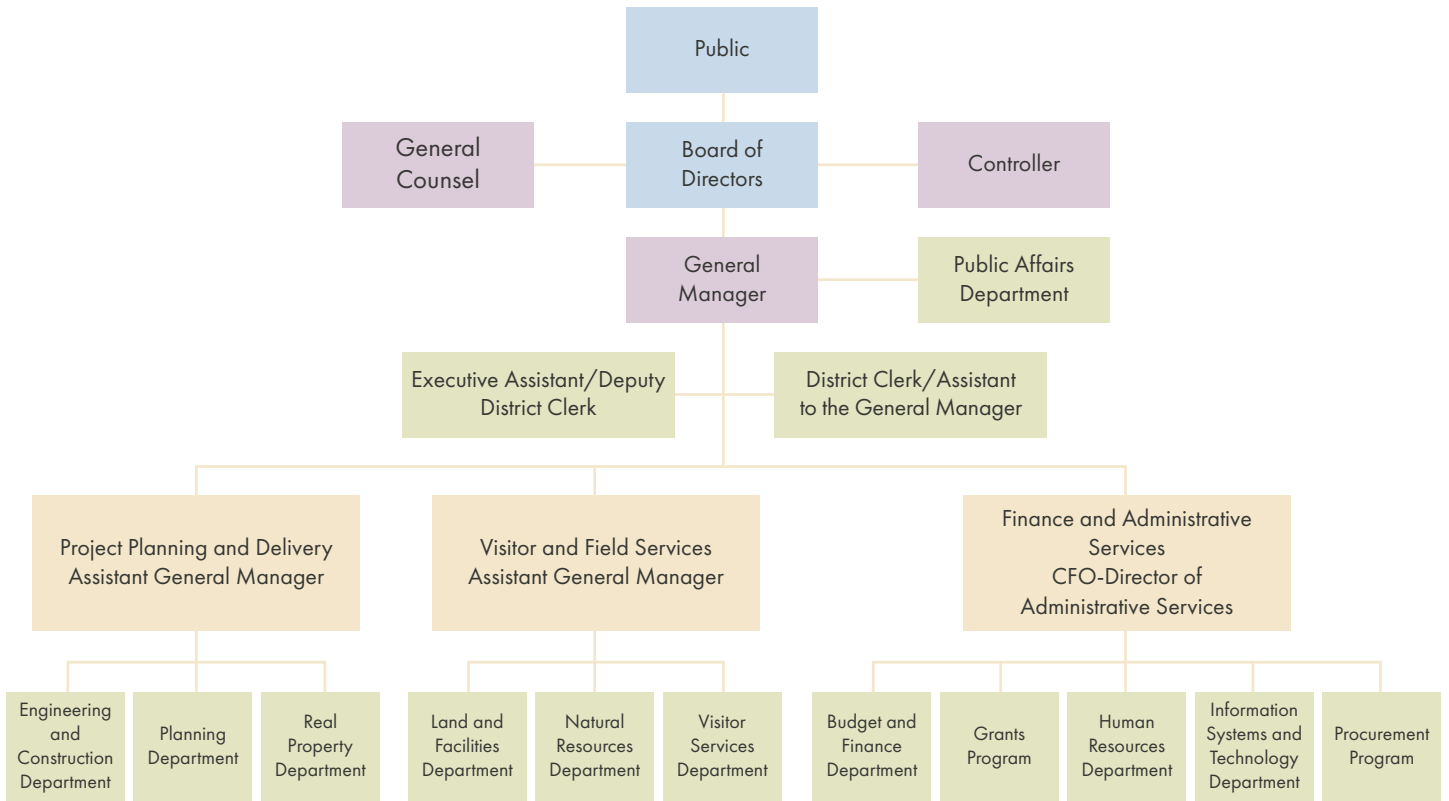 Public
General
Counsel
Board of
Directors
Controller
General
Manager
Public Affairs
Department
Executive Assistant/Deputy
District Clerk
District Clerk/Assistant
to the General Manager
Project Planning and Delivery
Assistant General Manager
Visitor and Field Services
Assistant General Manager
Finance and Administrative
Services
CFO-Director of
Administrative Services
Engineering
and
Construction
Department
Planning
Department
Real
Property
Department
Land and
Facilities
Department
Natural
Resources
Department
Visitor
Services
Department
Budget and
Finance
Department
Grants
Program
Human
Resources
Department
Information
Systems and
Technology
Department
Procurement
Program